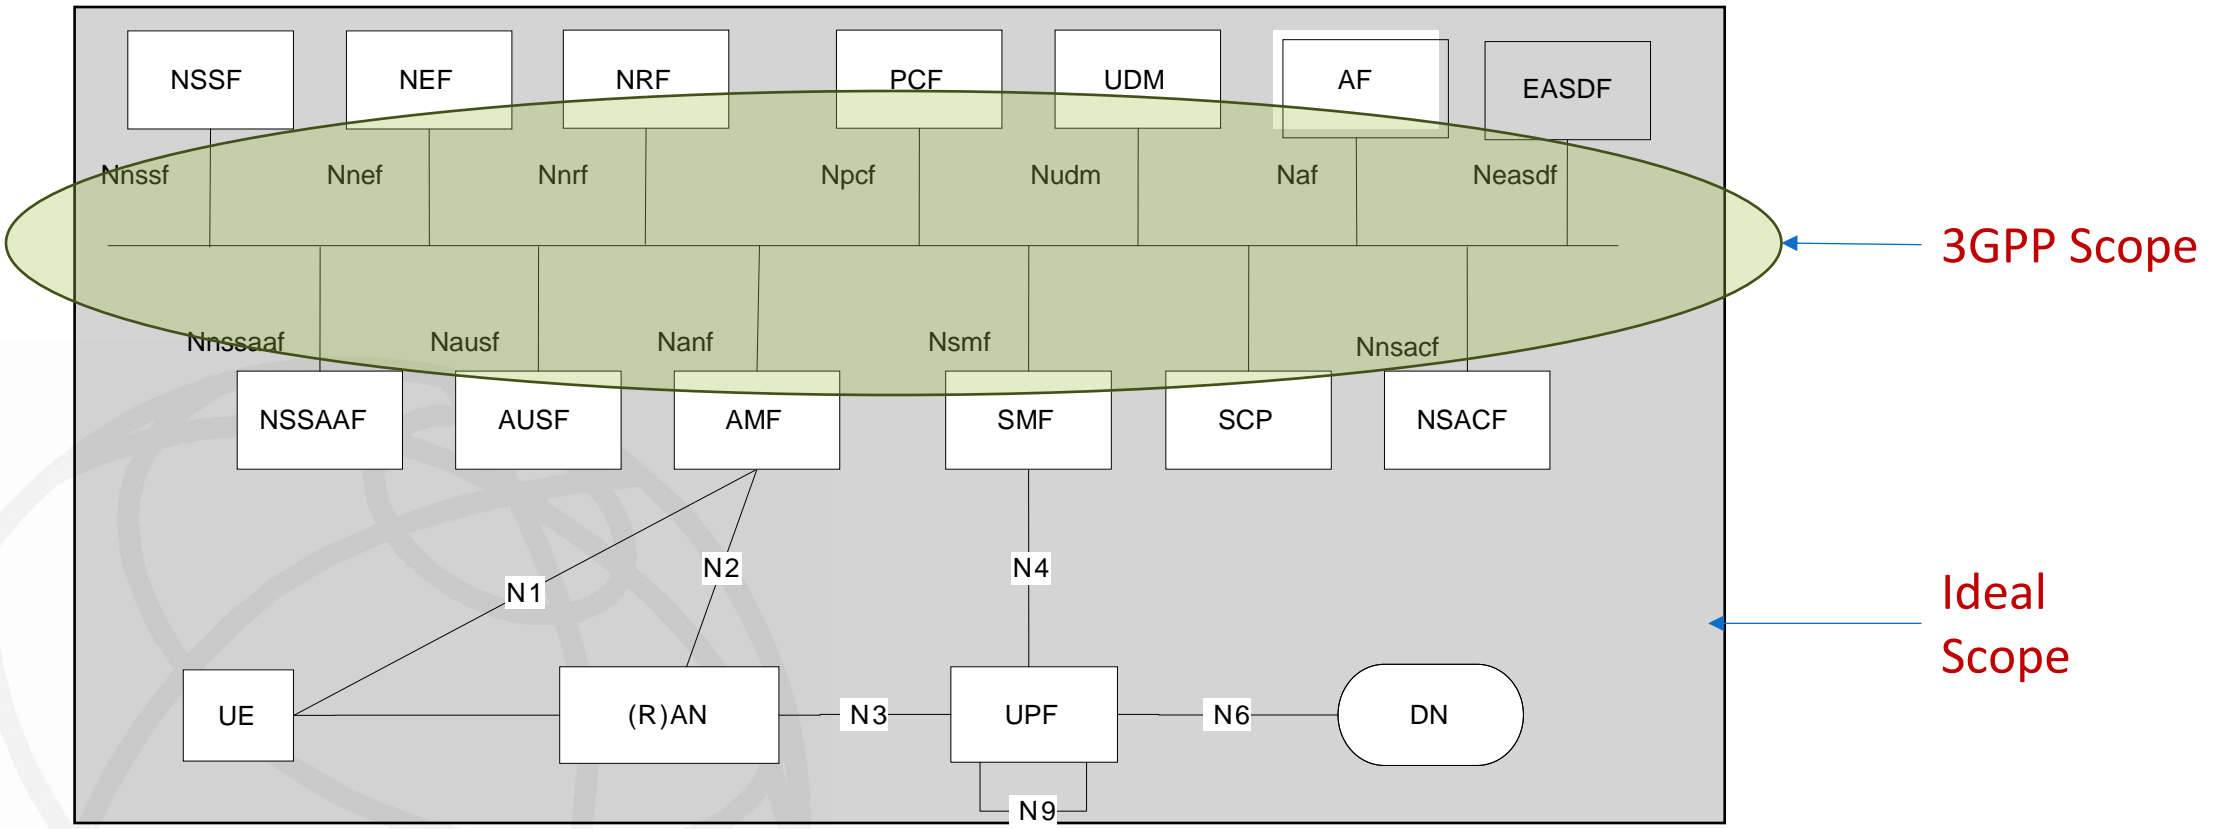 NSSF
NEF
NRF
PCF
UDM
AF
EASDF
Nnssf
Nnef
Nnrf
Npcf
Nudm
Naf
Neasdf
3GPP Scope
Nnssaaf
Nausf
Nanf
Nsmf
Nnsacf
NSSAAF
AUSF
AMF
SMF
SCP
NSACF
N1
N2
N4
Ideal
Scope
UE
(R)AN
N3
UPF
N6
DN
N9